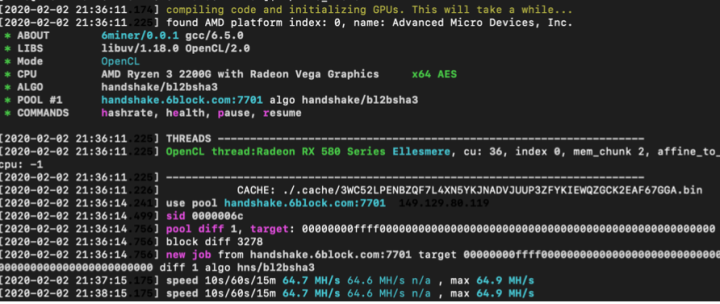 [2020-02-02 21:36:11.174] compiling code and initializing GPUs. This will take a while...
[2020-02-02 21:36:11.225] found AMD platform index: 0, name: Advanced Micro Devices, Inc.
* ABOUT 6miner/0.0.1 gcc/6.5.0
* LIBS libuv/1.18.0 OpenCL/2.0
* Mode OpenCL
* CPU AMD Ryzen 3 2200G with Radeon Vega Graphics x64 AES
* ALGO handshake/bl2bsha3
* POOL #1 handshake.6block.com:7701 algo handshake/bl2bsha3
* COMMANDS hashrate, health, pause, resume
[2020-02-02 21:36:11.225] THREADS ------------------------------------------------------------------
[2020-02-02 21:36:11.225] OpenCL thread:Radeon RX 580 Series Ellesmere, cu: 36, index 0, mem_chunk 2, affine_to_
cpu: -1
[2020-02-02 21:36:11.225] --------------------------------------------------------------------------
[2020-02-02 21:36:11.226] CACHE: ./.cache/3WC52LPENBZQF7L4XN5YKJNADVJUUP3ZFYKIEWQZGCK2EAF67GGA.bin
[2020-02-02 21:36:14.241] use pool handshake.6block.com:7701 149.129.80.119
[2020-02-02 21:36:14.499] sid 0000006c
[2020-02-02 21:36:14.756] pool diff 1, target: 00000000ffff0000000000000000000000000000000000000000000000000000
[2020-02-02 21:36:14.756] block diff 3278
[2020-02-02 21:36:14.756] new job from handshake.6block.com:7701 target 00000000ffff00000000000000000000000000
00000000000000000000000000 diff 1 algo hns/bl2bsha3
[2020-02-02 21:37:15.175] speed 10s/60s/15m 64.7 MH/s 64.6 MH/s n/a , max 64.9 MH/s
[2020-02-02 21:38:15.175] speed 10s/60s/15m 64.7 MH/s 64.6 MH/s n/a , max 64.9 MH/s